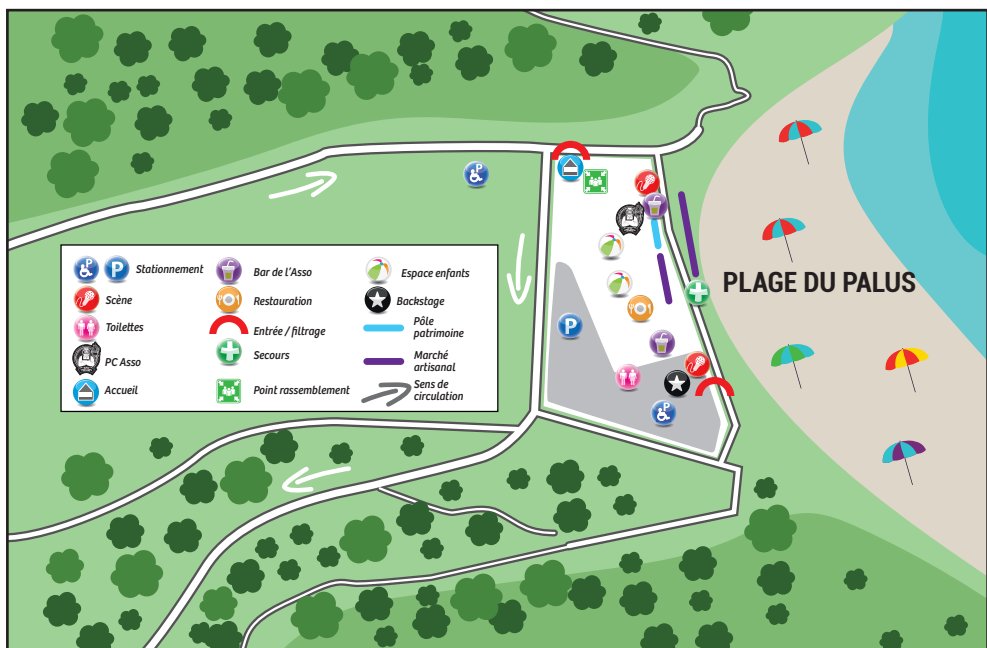 PLAGE DU PALUS
P
P
P
P
P
Stationnement
Scène
Toilettes
PC Asso
Accueil
Bar de l'Asso
Restauration
Entrée / filtrage
Secours
Point rassemblement
Espace enfants
Backstage
Pôle
patrimoine
Marché
artisanal
Sens de
circulation